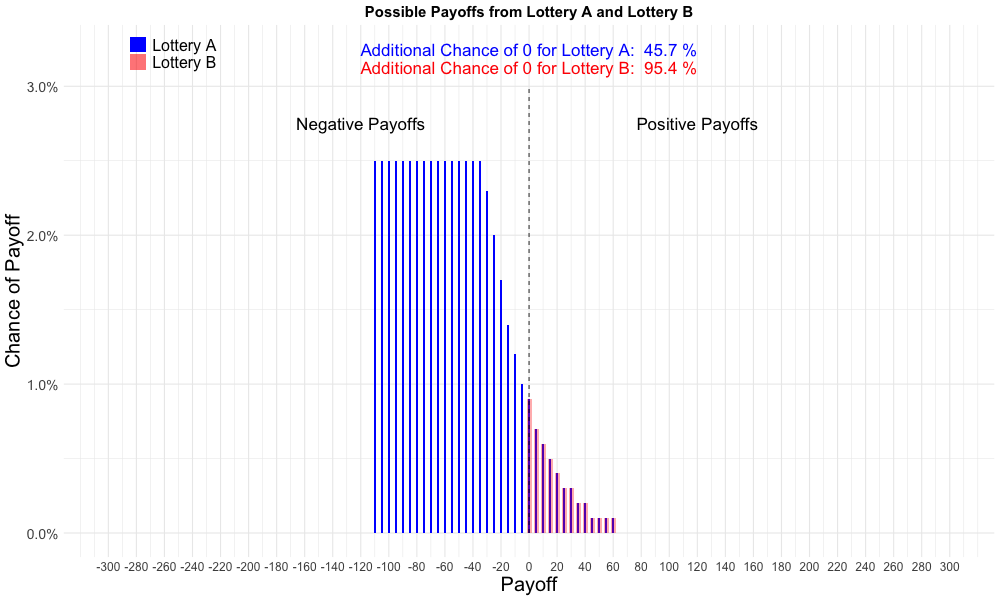 Possible Payoffs from Lottery A and Lottery B
Lottery A
Lottery B
Additional Chance of 0 for Lottery A: 45.7 %
Additional Chance of 0 for Lottery B: 95.4 %
Negative Payoffs
Positive Payoffs
Chance of Payoff
3.0%
2.0%
1.0%
0.0%
-300 -280 -260 -240 -220 -200 -180 -160 -140 -120 -100 -80 -60 -40 -20 0 20 40 60 80 100 120 140 160 180 200 220 240 260 280 300
Payoff